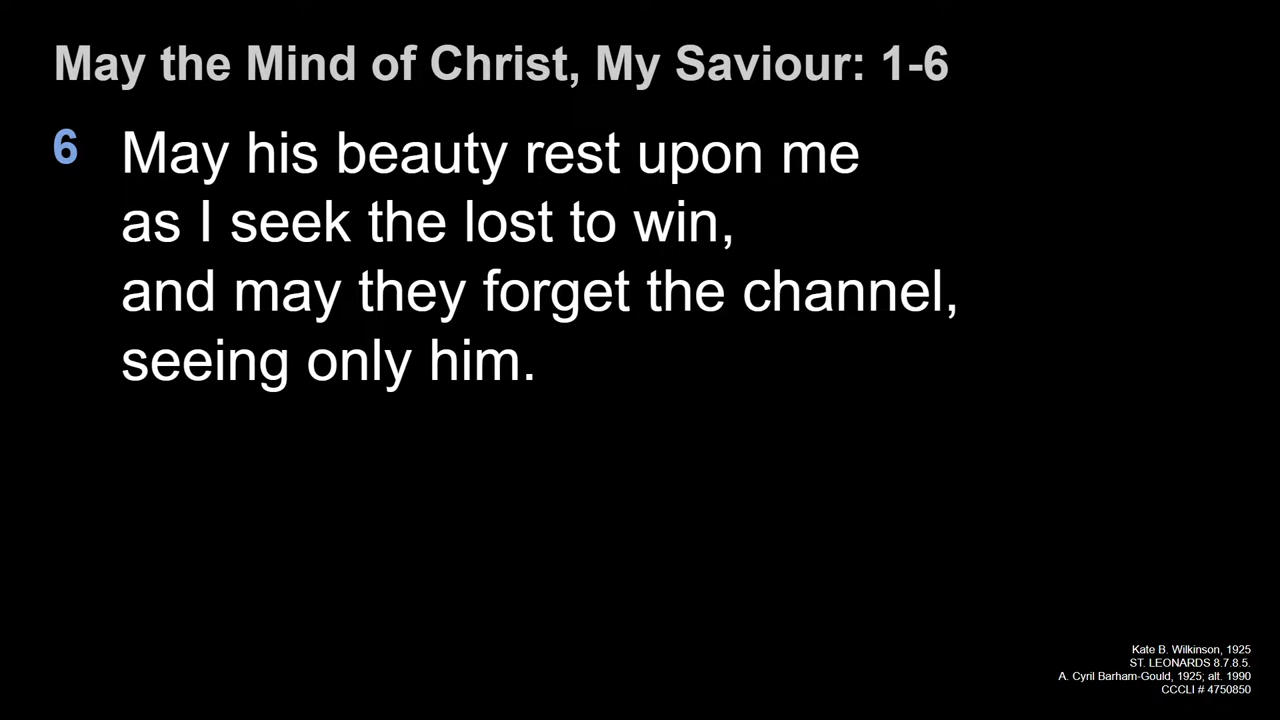 May the Mind of Christ, My Saviour: 1-6
6 May his beauty rest upon me
as I seek the lost to win,
and may they forget the channel,
seeing only him.
Kate B. Wilkinson, 1925
ST. LEONARDS 8.7.8.5.
A. Cyril Barham-Gould, 1925; alt. 1990
CCCLI # 4750850